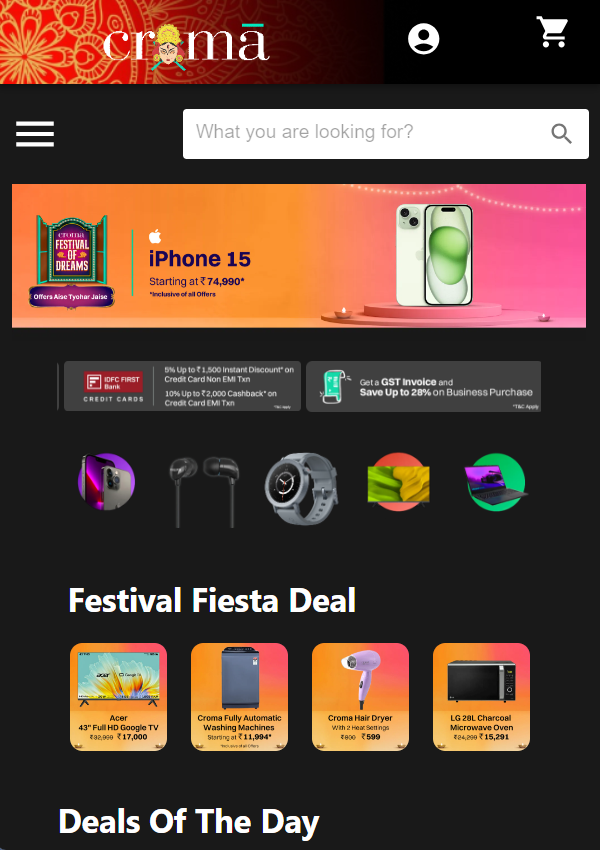 cromā
What you are looking for?
croma
FESTIVAL
OF
DREAMS
Offers Aise Tyohar Jaise
iPhone 15
Starting at ₹74,990*
*Inclusive of all Offers
IDFC FIRST
Bank
CREDIT CARDS
5% Up to ₹1,500 Instant Discount* on
Credit Card Non EMI Txn
10% Up to ₹2,000 Cashback* on
Credit Card EMI Txn
*T&C Apply
Get a GST Invoice and
Save Up to 28% on Business Purchase
*T&C Apply
Festival Fiesta Deal
acer
Google TV
Acer
43" Full HD Google TV
₹32,999 ₹17,000
Croma Fully Automatic
Washing Machines
Starting at ₹11,994*
*Inclusive of all Offers
Croma Hair Dryer
With 2 Heat Settings
₹800 ₹599
LG 28L Charcoal
Microwave Oven
₹24,299 ₹15,291
Deals Of The Day